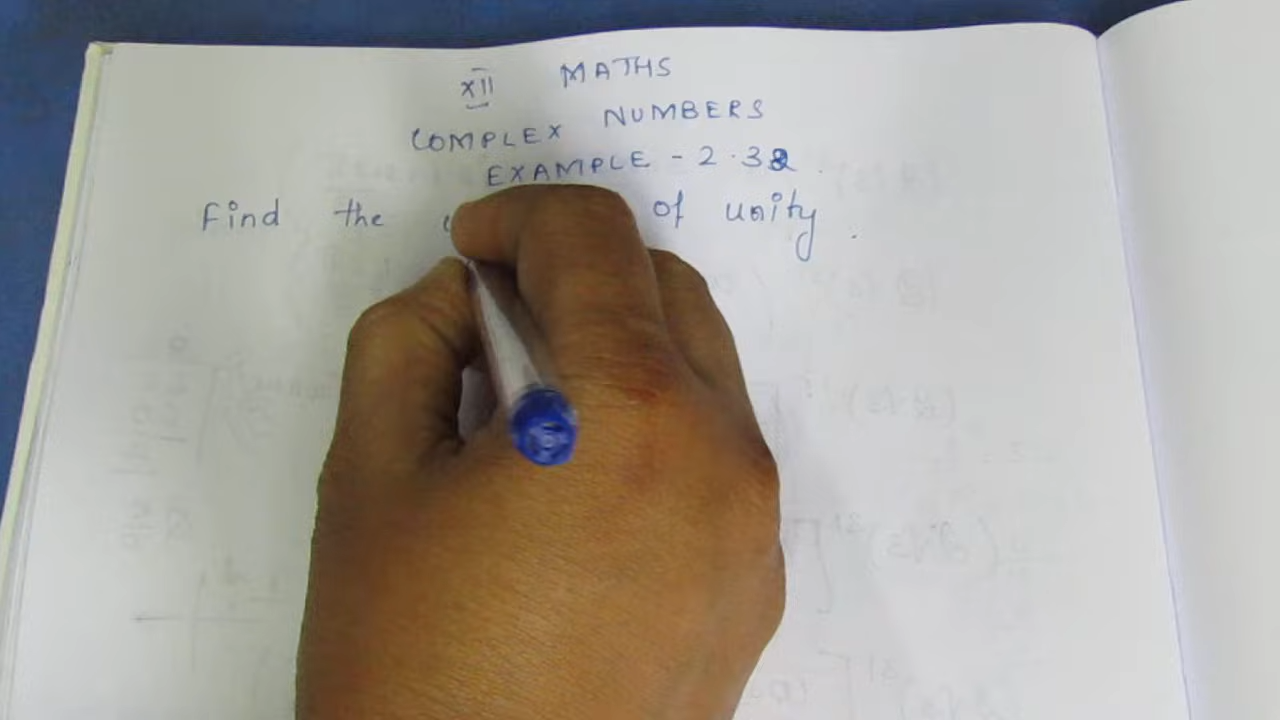 XII MATHS
COMPLEX NUMBERS
EXAMPLE - 2.32
Find the of unity.